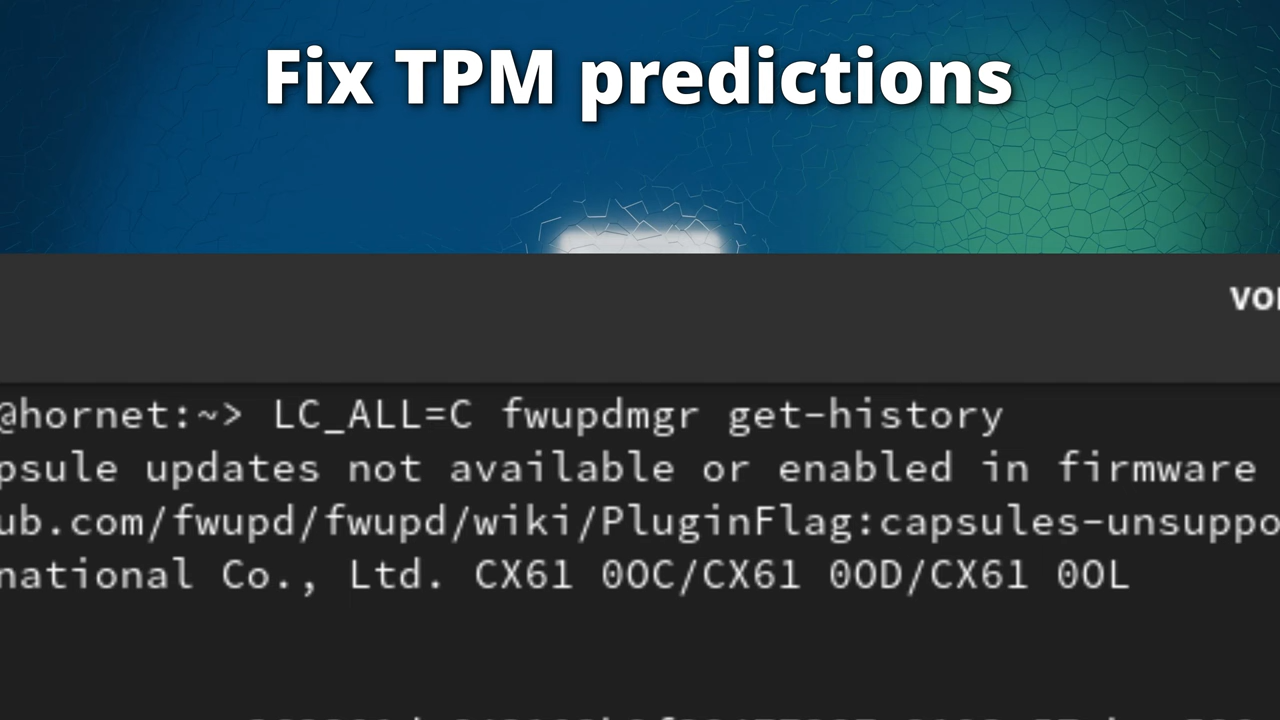 Fix TPM predictions
@hornet:~> LC_ALL=C fwupdmgr get-history
psule updates not available or enabled in firmware
ub.com/fwupd/fwupd/wiki/PluginFlag:capsules-unsuppo
national Co., Ltd. CX61 0OC/CX61 0OD/CX61 0OL